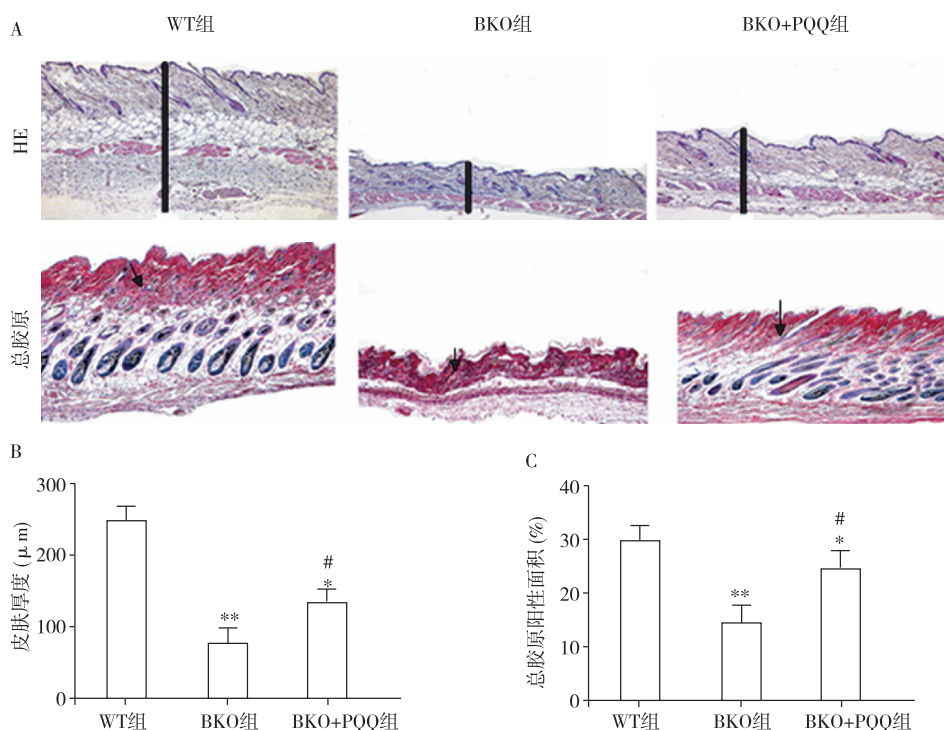 A
WT组
BKO组
BKO+PQQ组
HE
总胶原
B
皮肤厚度 (μm)
300
200
100
0
**
#
*
WT组
BKO组
BKO+PQQ组
C
总胶原阳性面积 (%)
40
30
20
10
0
**
#
*
WT组
BKO组
BKO+PQQ组